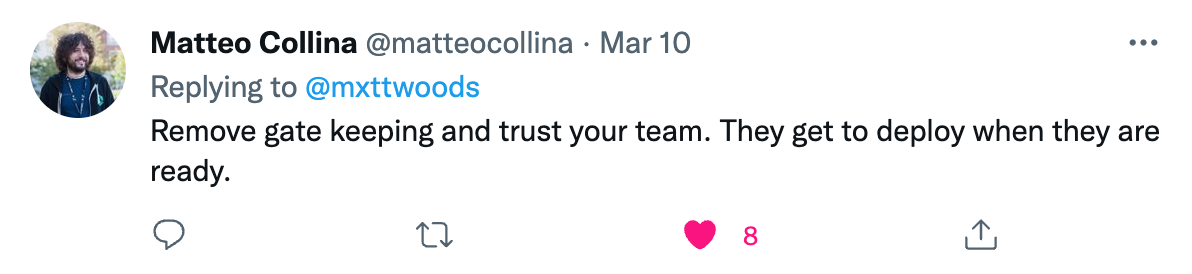 Matteo Collina @matteocollina · Mar 10
Replying to @mxttwoods
Remove gate keeping and trust your team. They get to deploy when they are
ready.
8